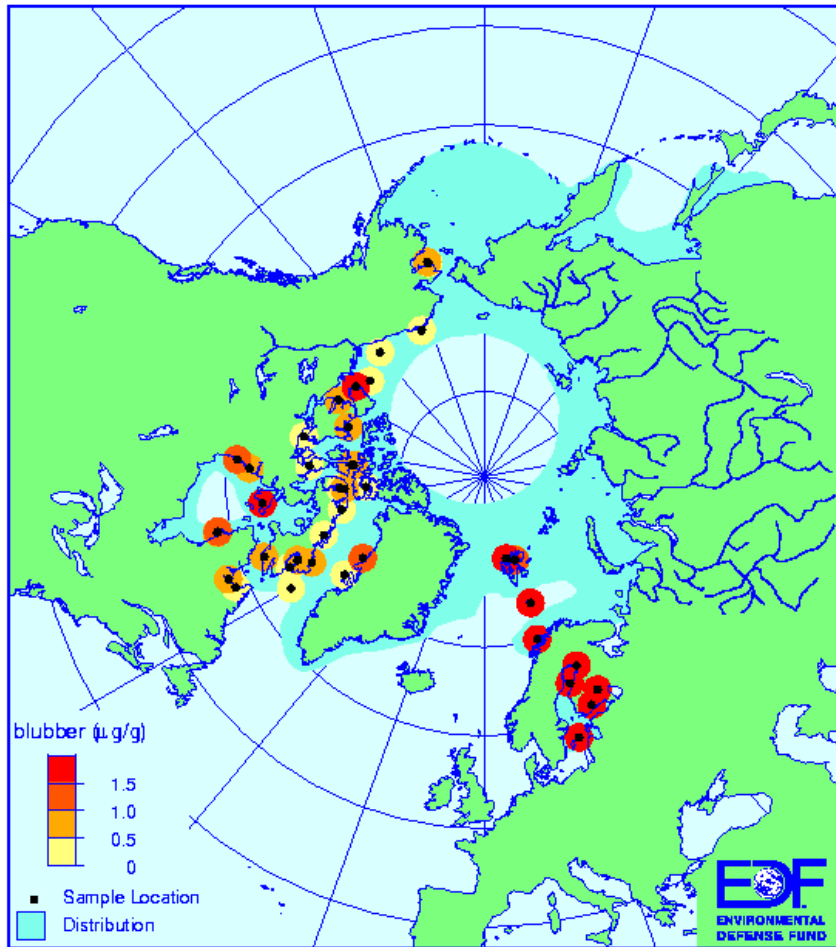 blubber (µg/g)
1.5
1.0
0.5
0
Sample Location
Distribution
EDF
ENVIRONMENTAL
DEFENSE FUND